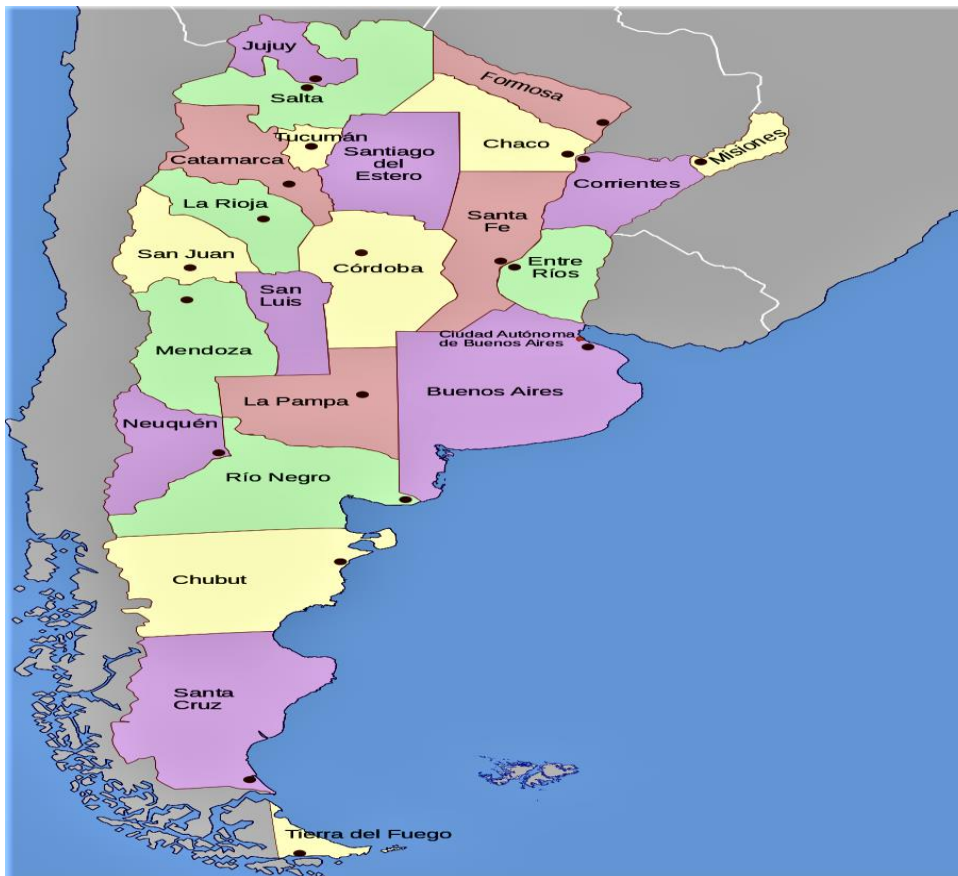 Jujuy
Salta
Formosa
Tucumán
Chaco
Misiones
Catamarca
Santiago
del
Estero
Corrientes
La Rioja
Santa
Fe
San Juan
Córdoba
Entre
Ríos
San
Luis
Ciudad Autónoma
de Buenos Aires
Mendoza
Buenos Aires
La Pampa
Neuquén
Río Negro
Chubut
Santa
Cruz
Tierra del Fuego